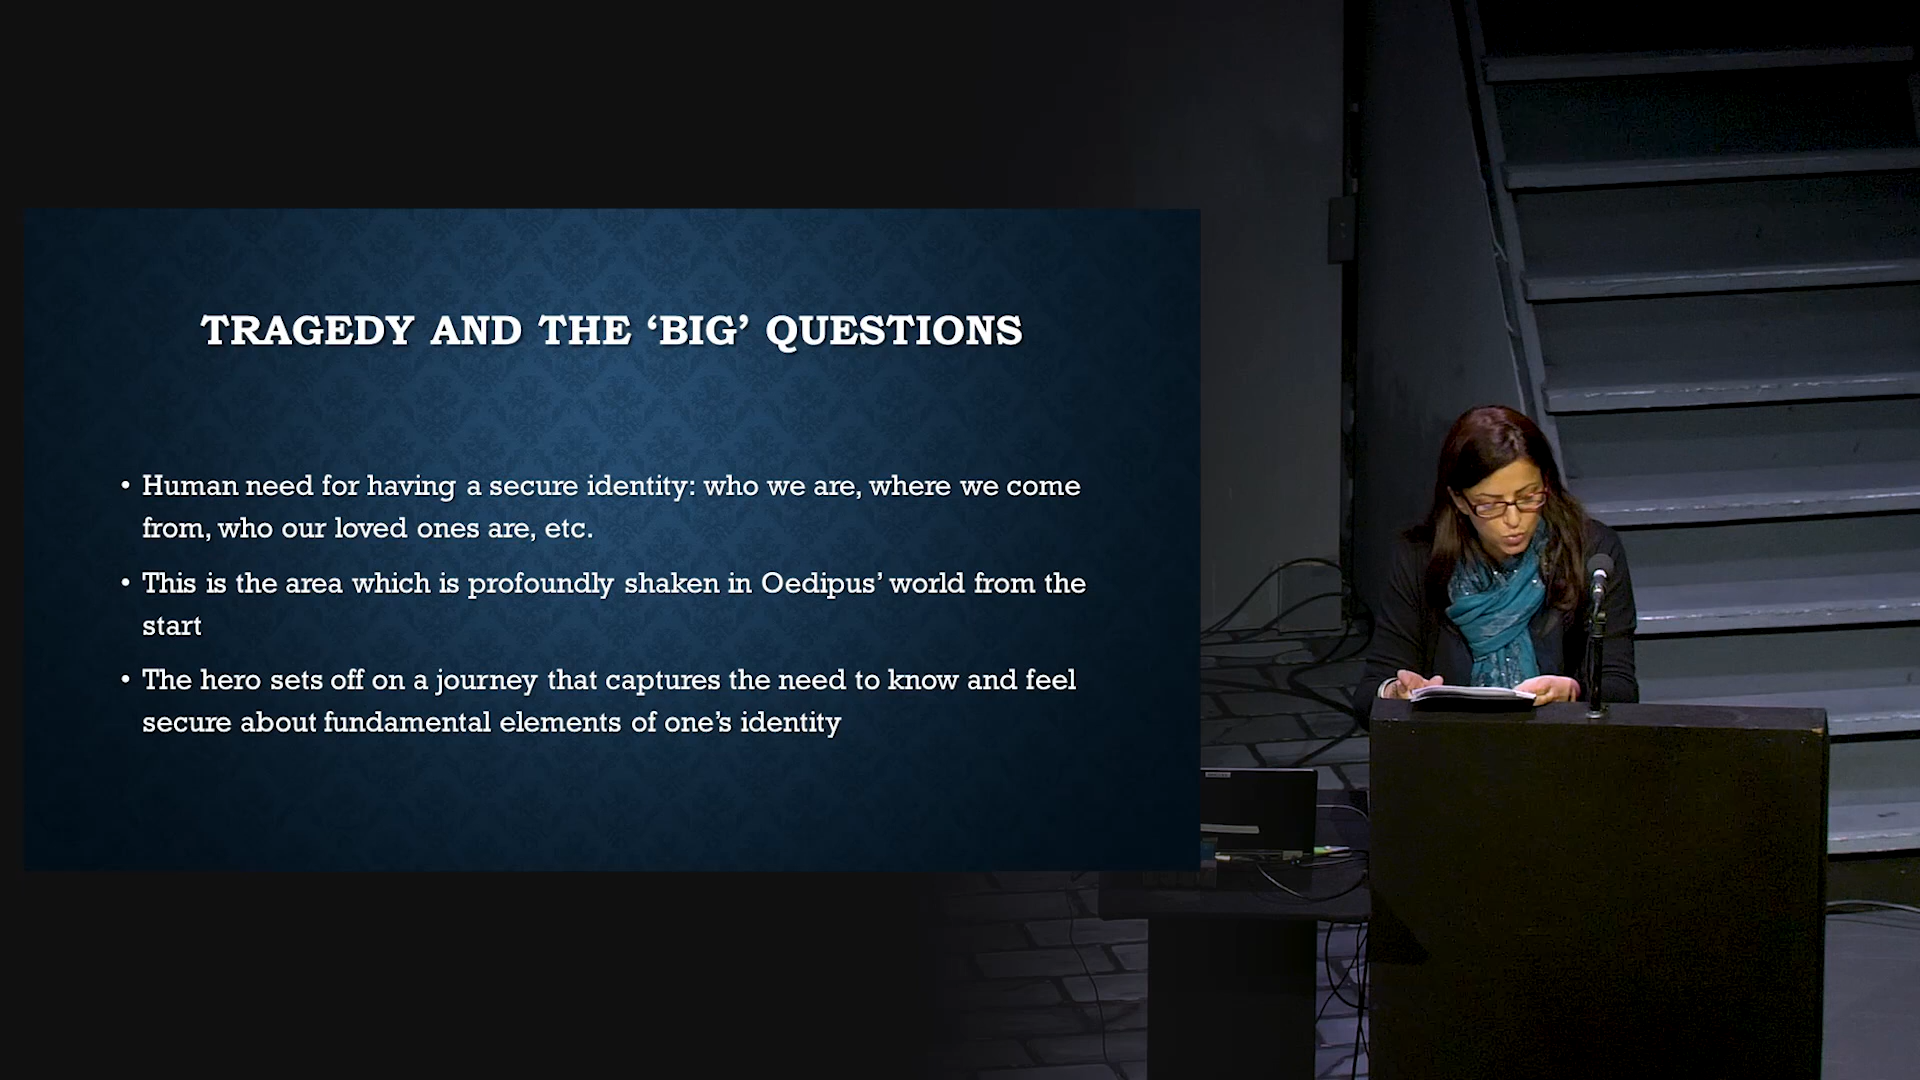 TRAGEDY AND THE ‘BIG’ QUESTIONS
• Human need for having a secure identity: who we are, where we come
from, who our loved ones are, etc.
• This is the area which is profoundly shaken in Oedipus’ world from the
start
• The hero sets off on a journey that captures the need to know and feel
secure about fundamental elements of one’s identity